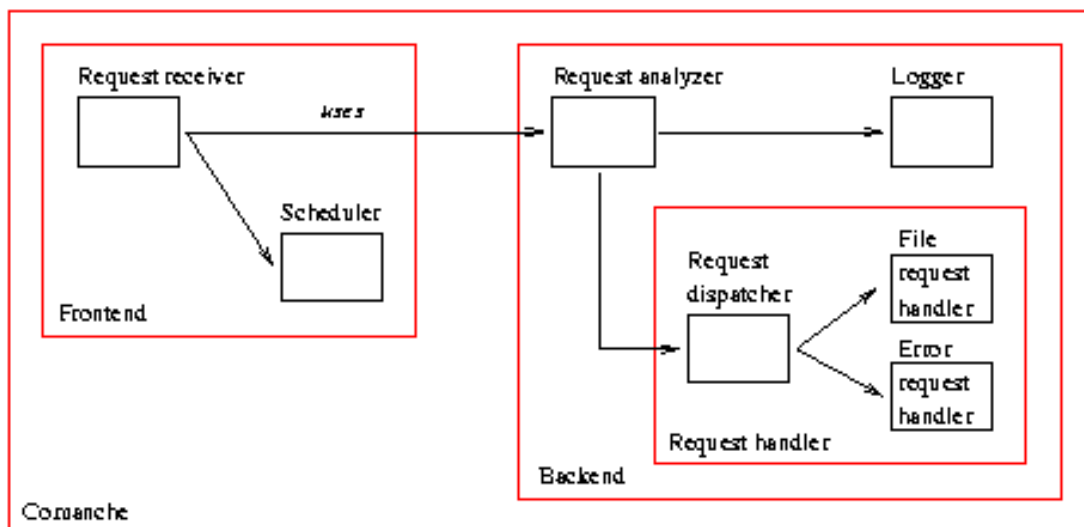 Request receiver
uses
Scheduler
Frontend
Request analyzer
Logger
Request
dispatcher
File
request
handler
Error
request
handler
Request handler
Backend
Comanche